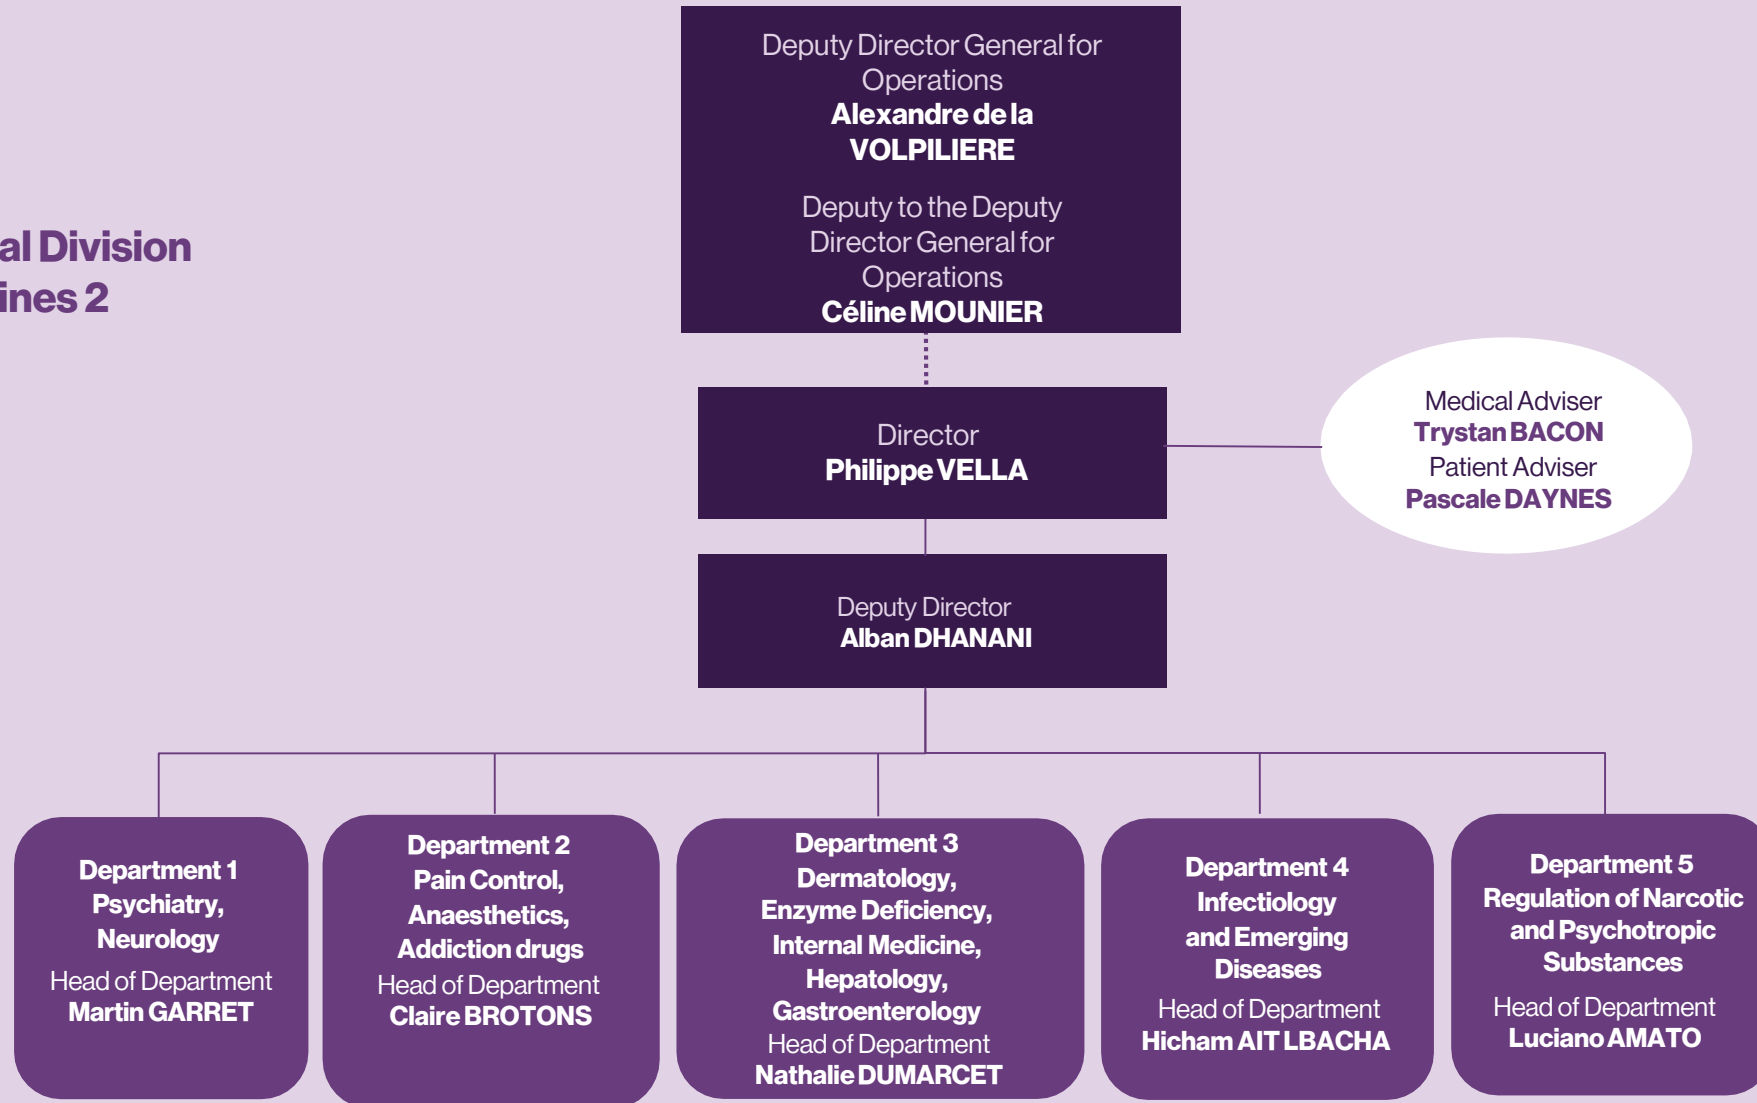 Deputy Director General for
Operations
Alexandre de la
VOLPILIERE
Deputy to the Deputy
Director General for
Operations
Céline MOUNIER
al Division
ines 2
Director
Philippe VELLA
Medical Adviser
Trystan BACON
Patient Adviser
Pascale DAYNES
Deputy Director
Alban DHANANI
Department 1
Psychiatry,
Neurology
Head of Department
Martin GARRET
Department 2
Pain Control,
Anaesthetics,
Addiction drugs
Head of Department
Claire BROTONS
Department 3
Dermatology,
Enzyme Deficiency,
Internal Medicine,
Hepatology,
Gastroenterology
Head of Department
Nathalie DUMARCET
Department 4
Infectiology
and Emerging
Diseases
Head of Department
Hicham AIT LBACHA
Department 5
Regulation of Narcotic
and Psychotropic
Substances
Head of Department
Luciano AMATO